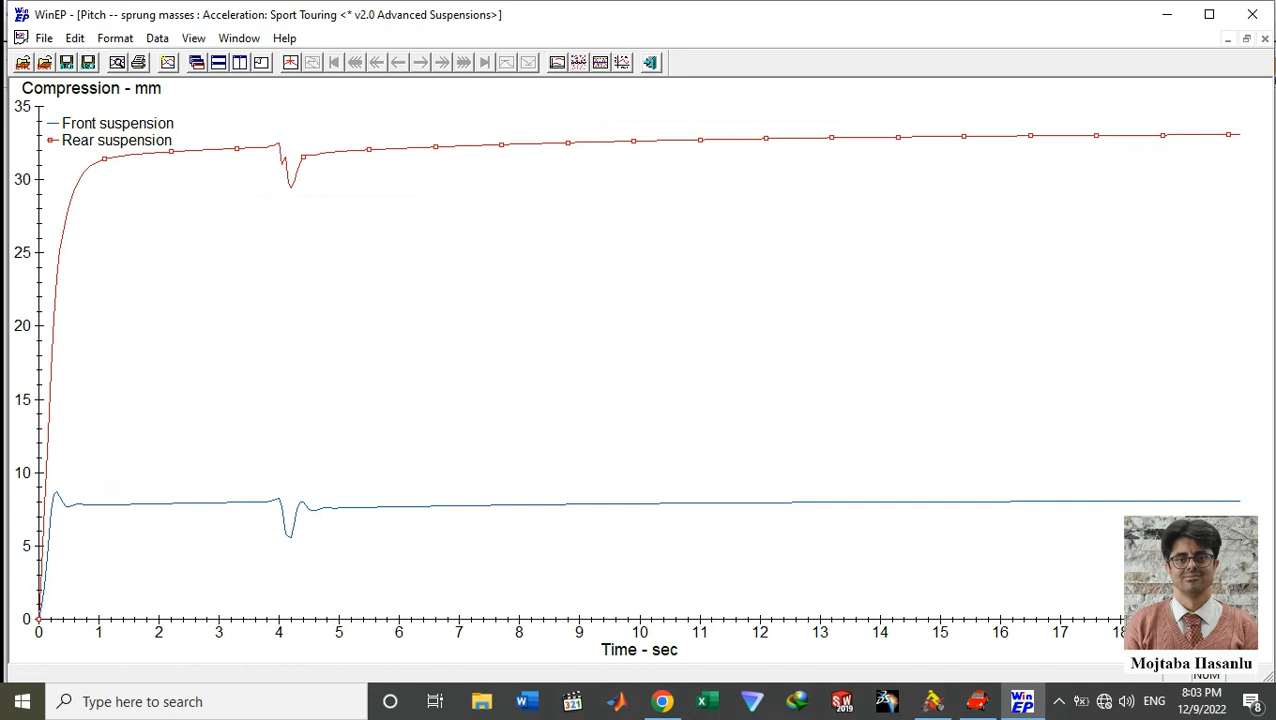 WinEP - [Pitch -- sprung masses : Acceleration: Sport Touring <* v2.0 Advanced Suspensions>]
File Edit Format Data View Window Help
Compression - mm
35
Front suspension
Rear suspension
30
25
20
15
10
5
0
0 1 2 3 4 5 6 7 8 9 10 11 12 13 14 15 16 17 18
Time - sec
Mojtaba Hasanlu
NUM
Type here to search
ENG
8:03 PM
12/9/2022
8